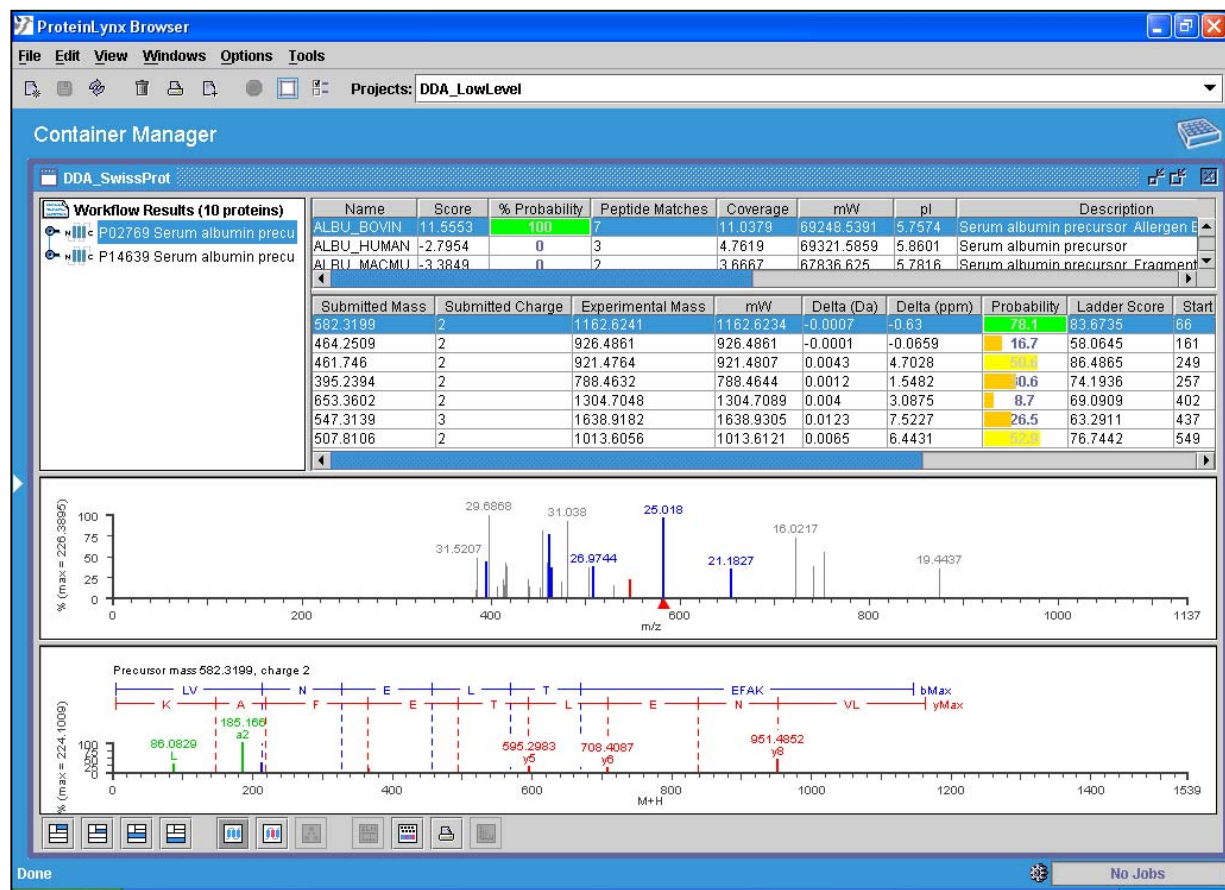 ProteinLynx Browser
File Edit View Windows Options Tools
Projects: DDA_LowLevel
Container Manager
DDA_SwissProt
Workflow Results (10 proteins)
N C P02769 Serum albumin precu
N C P14639 Serum albumin precu
Name Score % Probability Peptide Matches Coverage mW pI Description
ALBU_BOVIN 11.5553 100 7 11.0379 69248.5391 5.7574 Serum albumin precursor Allergen B
ALBU_HUMAN -2.7954 0 3 4.7619 69321.5859 5.8601 Serum albumin precursor
ALBU_MACMU -3.3849 0 2 3.6667 67836.625 5.7816 Serum albumin precursor Fragment
Submitted Mass Submitted Charge Experimental Mass mW Delta (Da) Delta (ppm) Probability Ladder Score Start
582.3199 2 1162.6241 1162.6234 -0.0007 -0.63 78.1 83.6735 66
464.2509 2 926.4861 926.4861 -0.0001 -0.0659 16.7 58.0645 161
461.746 2 921.4764 921.4807 0.0043 4.7028 50.6 86.4865 249
395.2394 2 788.4632 788.4644 0.0012 1.5482 30.6 74.1936 257
653.3602 2 1304.7048 1304.7089 0.004 3.0875 8.7 69.0909 402
547.3139 3 1638.9182 1638.9305 0.0123 7.5227 26.5 63.2911 437
507.8106 2 1013.6056 1013.6121 0.0065 6.4431 52.9 76.7442 549
% (max = 226.3895)
100
75
50
25
0
31.5207 29.6868 31.038 26.9744 25.018 21.1827 16.0217 19.4437
0 200 400 600 800 1000 1137
m/z
Precursor mass 582.3199, charge 2
LV N E L T EFAK bMax
K A F E T L E N VL yMax
% (max = 224.1009)
100
75
50
25
0
86.0829
L
185.166
a2
595.2983
y5
708.4087
y6
951.4852
y8
0 200 400 600 800 1000 1200 1400 1539
M+H
Done No Jobs